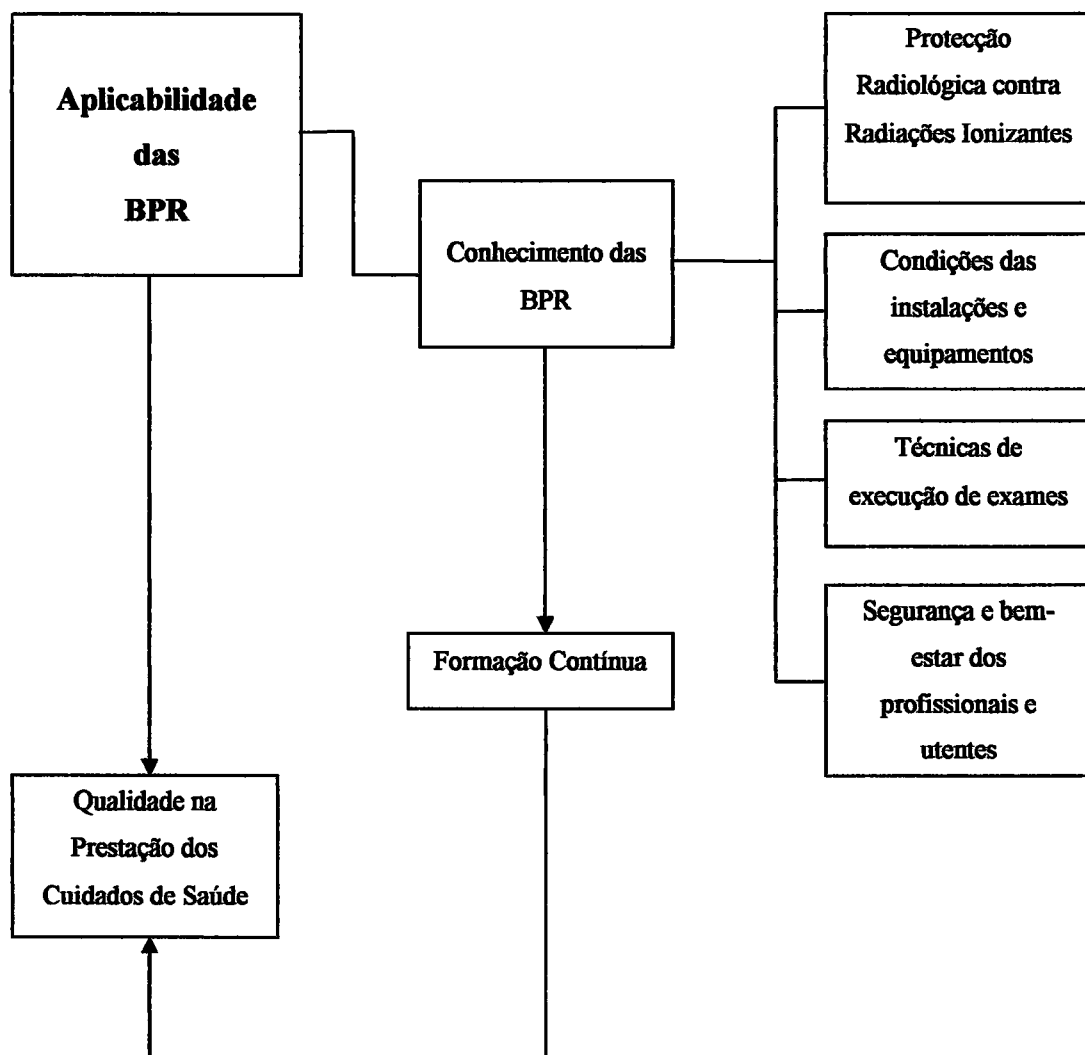 Aplicabilidade
das
BPR
Conhecimento das
BPR
Protecção
Radiológica contra
Radiações Ionizantes
Condições das
instalações e
equipamentos
Técnicas de
execução de exames
Segurança e bem-
estar dos
profissionais e
utentes
Formação Contínua
Qualidade na
Prestação dos
Cuidados de Saúde